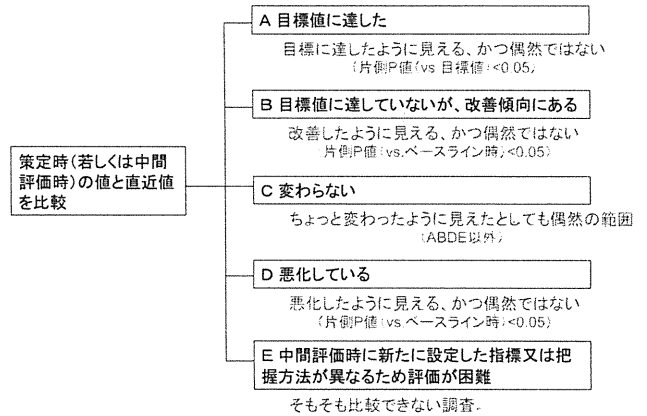 A 目標値に達した
目標に達したように見える、かつ偶然ではない
(片側P値(vs 目標値)<0.05)
B 目標値に達していないが、改善傾向にある
改善したように見える、かつ偶然ではない
(片側P値(vs.ベースライン時)<0.05)
策定時(若しくは中間
評価時)の値と直近値
を比較
C 変わらない
ちょっと変わったように見えたとしても偶然の範囲
(ABDE以外)
D 悪化している
悪化したように見える、かつ偶然ではない
(片側P値(vs.ベースライン時)<0.05)
E 中間評価時に新たに設定した指標又は把
握方法が異なるため評価が困難
そもそも比較できない調査。